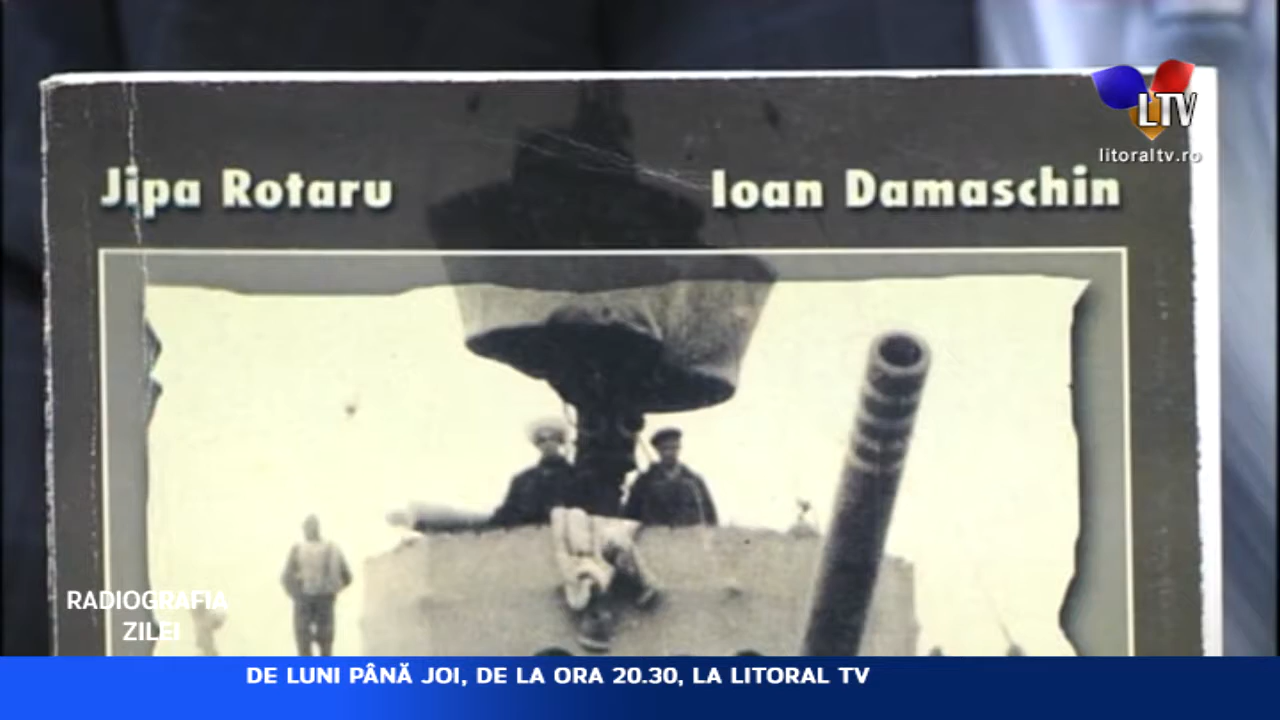 Jipa Rotaru
Ioan Damaschin
LTV
litoraltv.ro
RADIOGRAFIA
ZILEI
DE LUNI PÂNĂ JOI, DE LA ORA 20.30, LA LITORAL TV